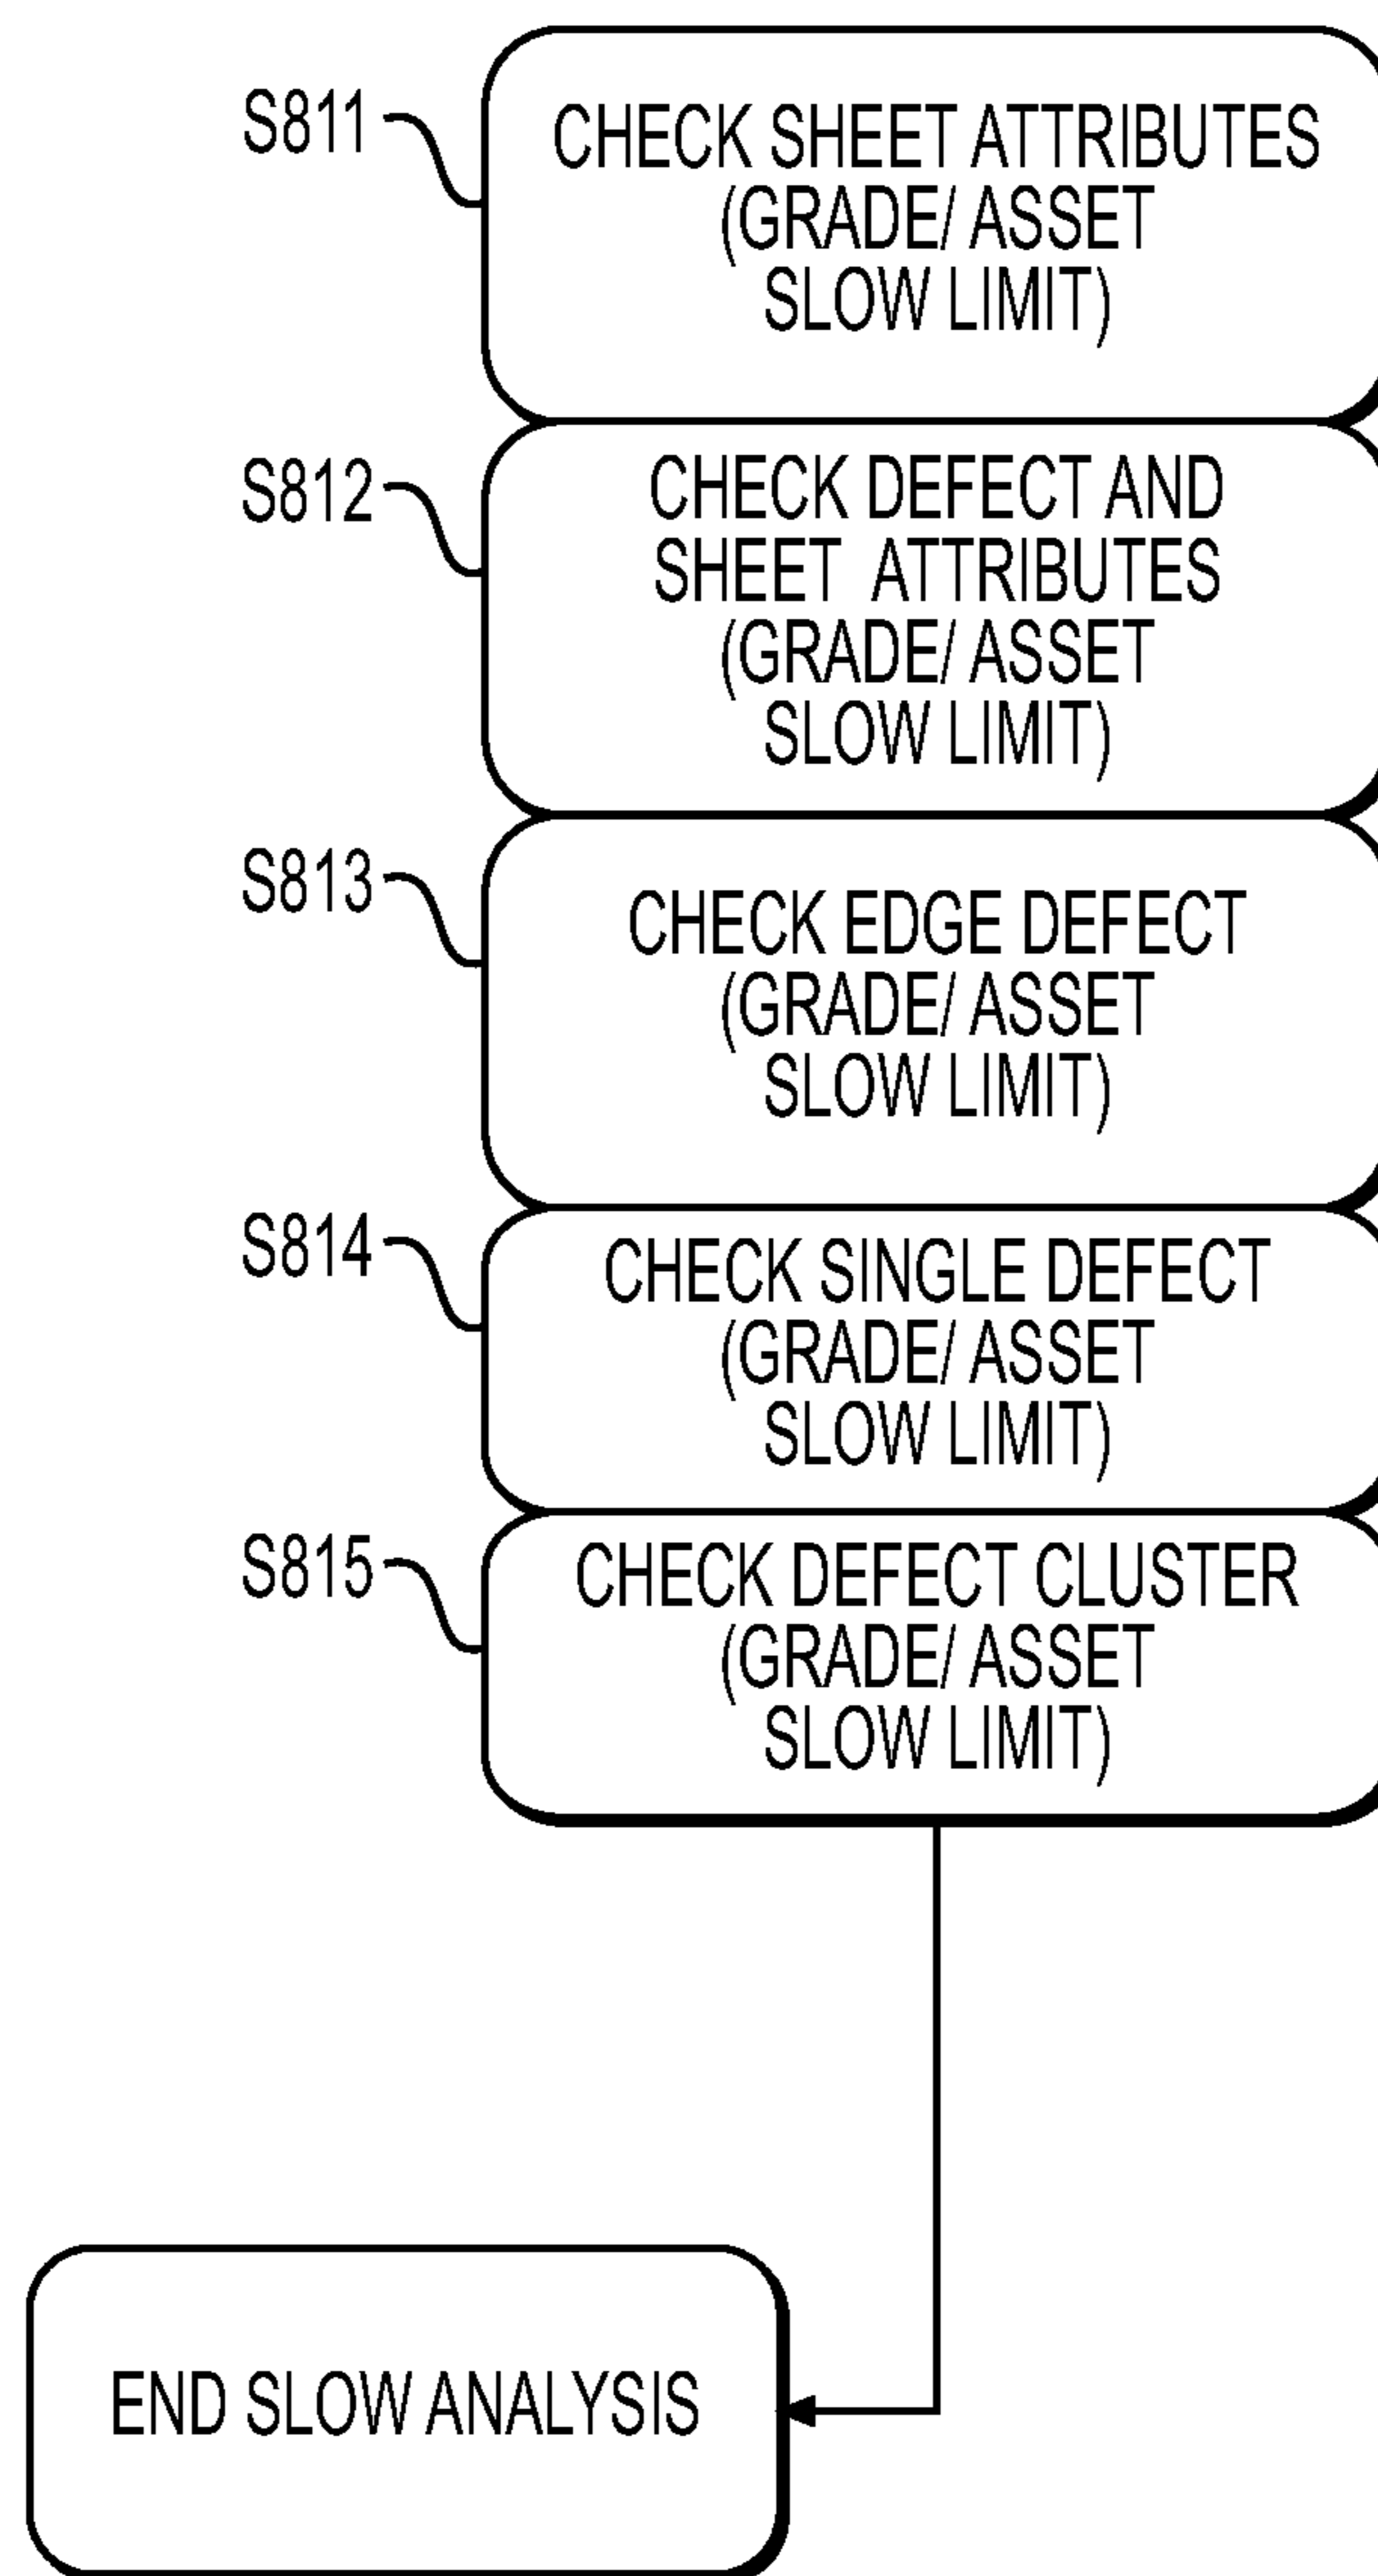 S811
CHECK SHEET ATTRIBUTES
(GRADE/ ASSET
SLOW LIMIT)
S812
CHECK DEFECT AND
SHEET ATTRIBUTES
(GRADE/ ASSET
SLOW LIMIT)
S813
CHECK EDGE DEFECT
(GRADE/ ASSET
SLOW LIMIT)
S814
CHECK SINGLE DEFECT
(GRADE/ ASSET
SLOW LIMIT)
S815
CHECK DEFECT CLUSTER
(GRADE/ ASSET
SLOW LIMIT)
END SLOW ANALYSIS